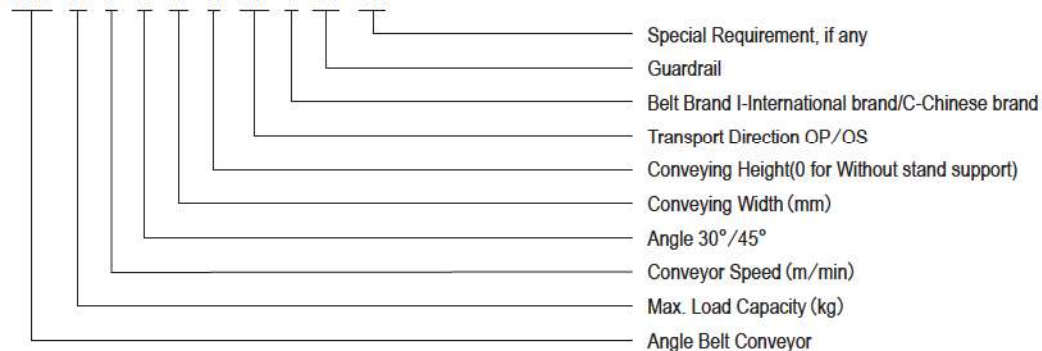 Special Requirement, if any
Guardrail
Belt Brand I-International brand/C-Chinese brand
Transport Direction OP/OS
Conveying Height(0 for Without stand support)
Conveying Width (mm)
Angle 30°/45°
Conveyor Speed (m/min)
Max. Load Capacity (kg)
Angle Belt Conveyor